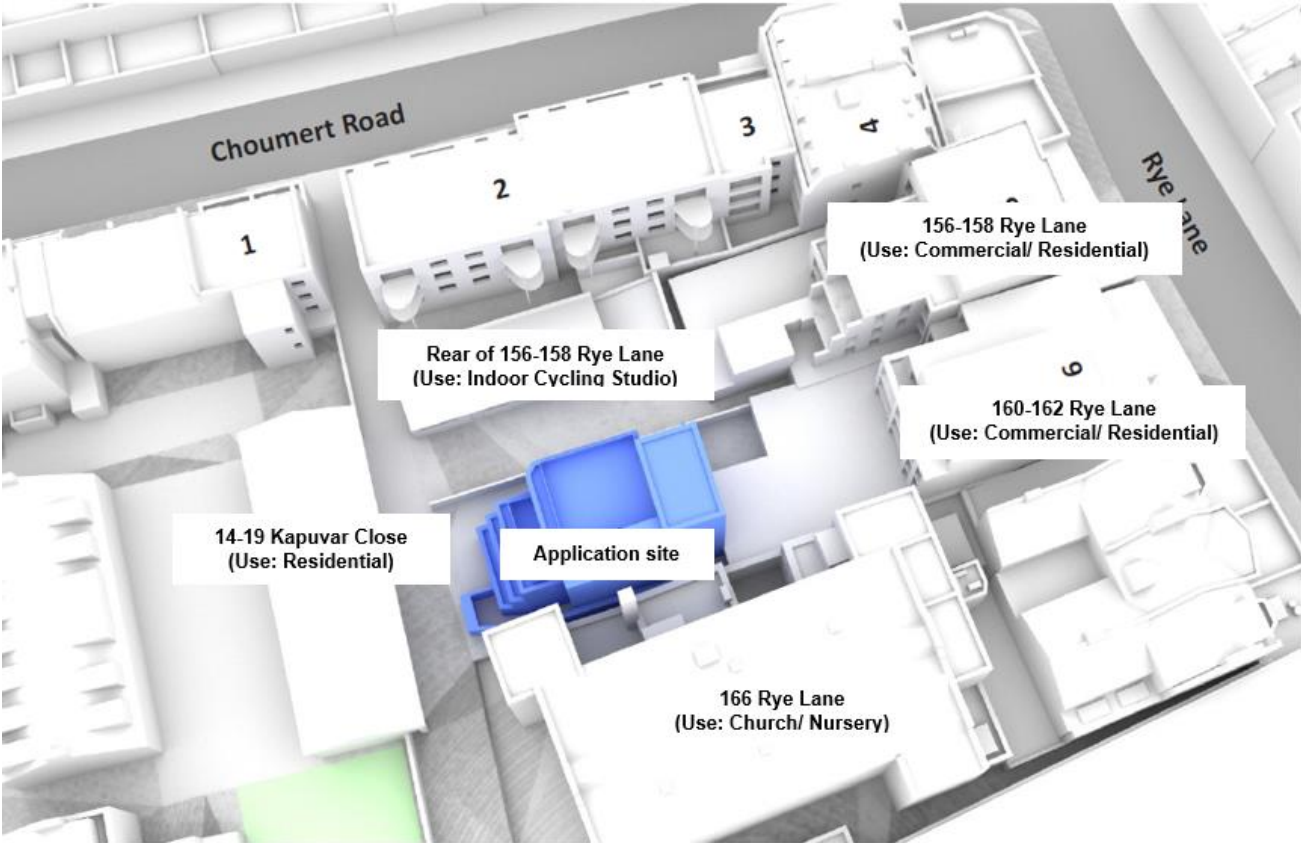 Choumert Road
Rye Lane
1
2
3
4
156-158 Rye Lane
(Use: Commercial/ Residential)
Rear of 156-158 Rye Lane
(Use: Indoor Cycling Studio)
6
160-162 Rye Lane
(Use: Commercial/ Residential)
14-19 Kapuvar Close
(Use: Residential)
Application site
166 Rye Lane
(Use: Church/ Nursery)